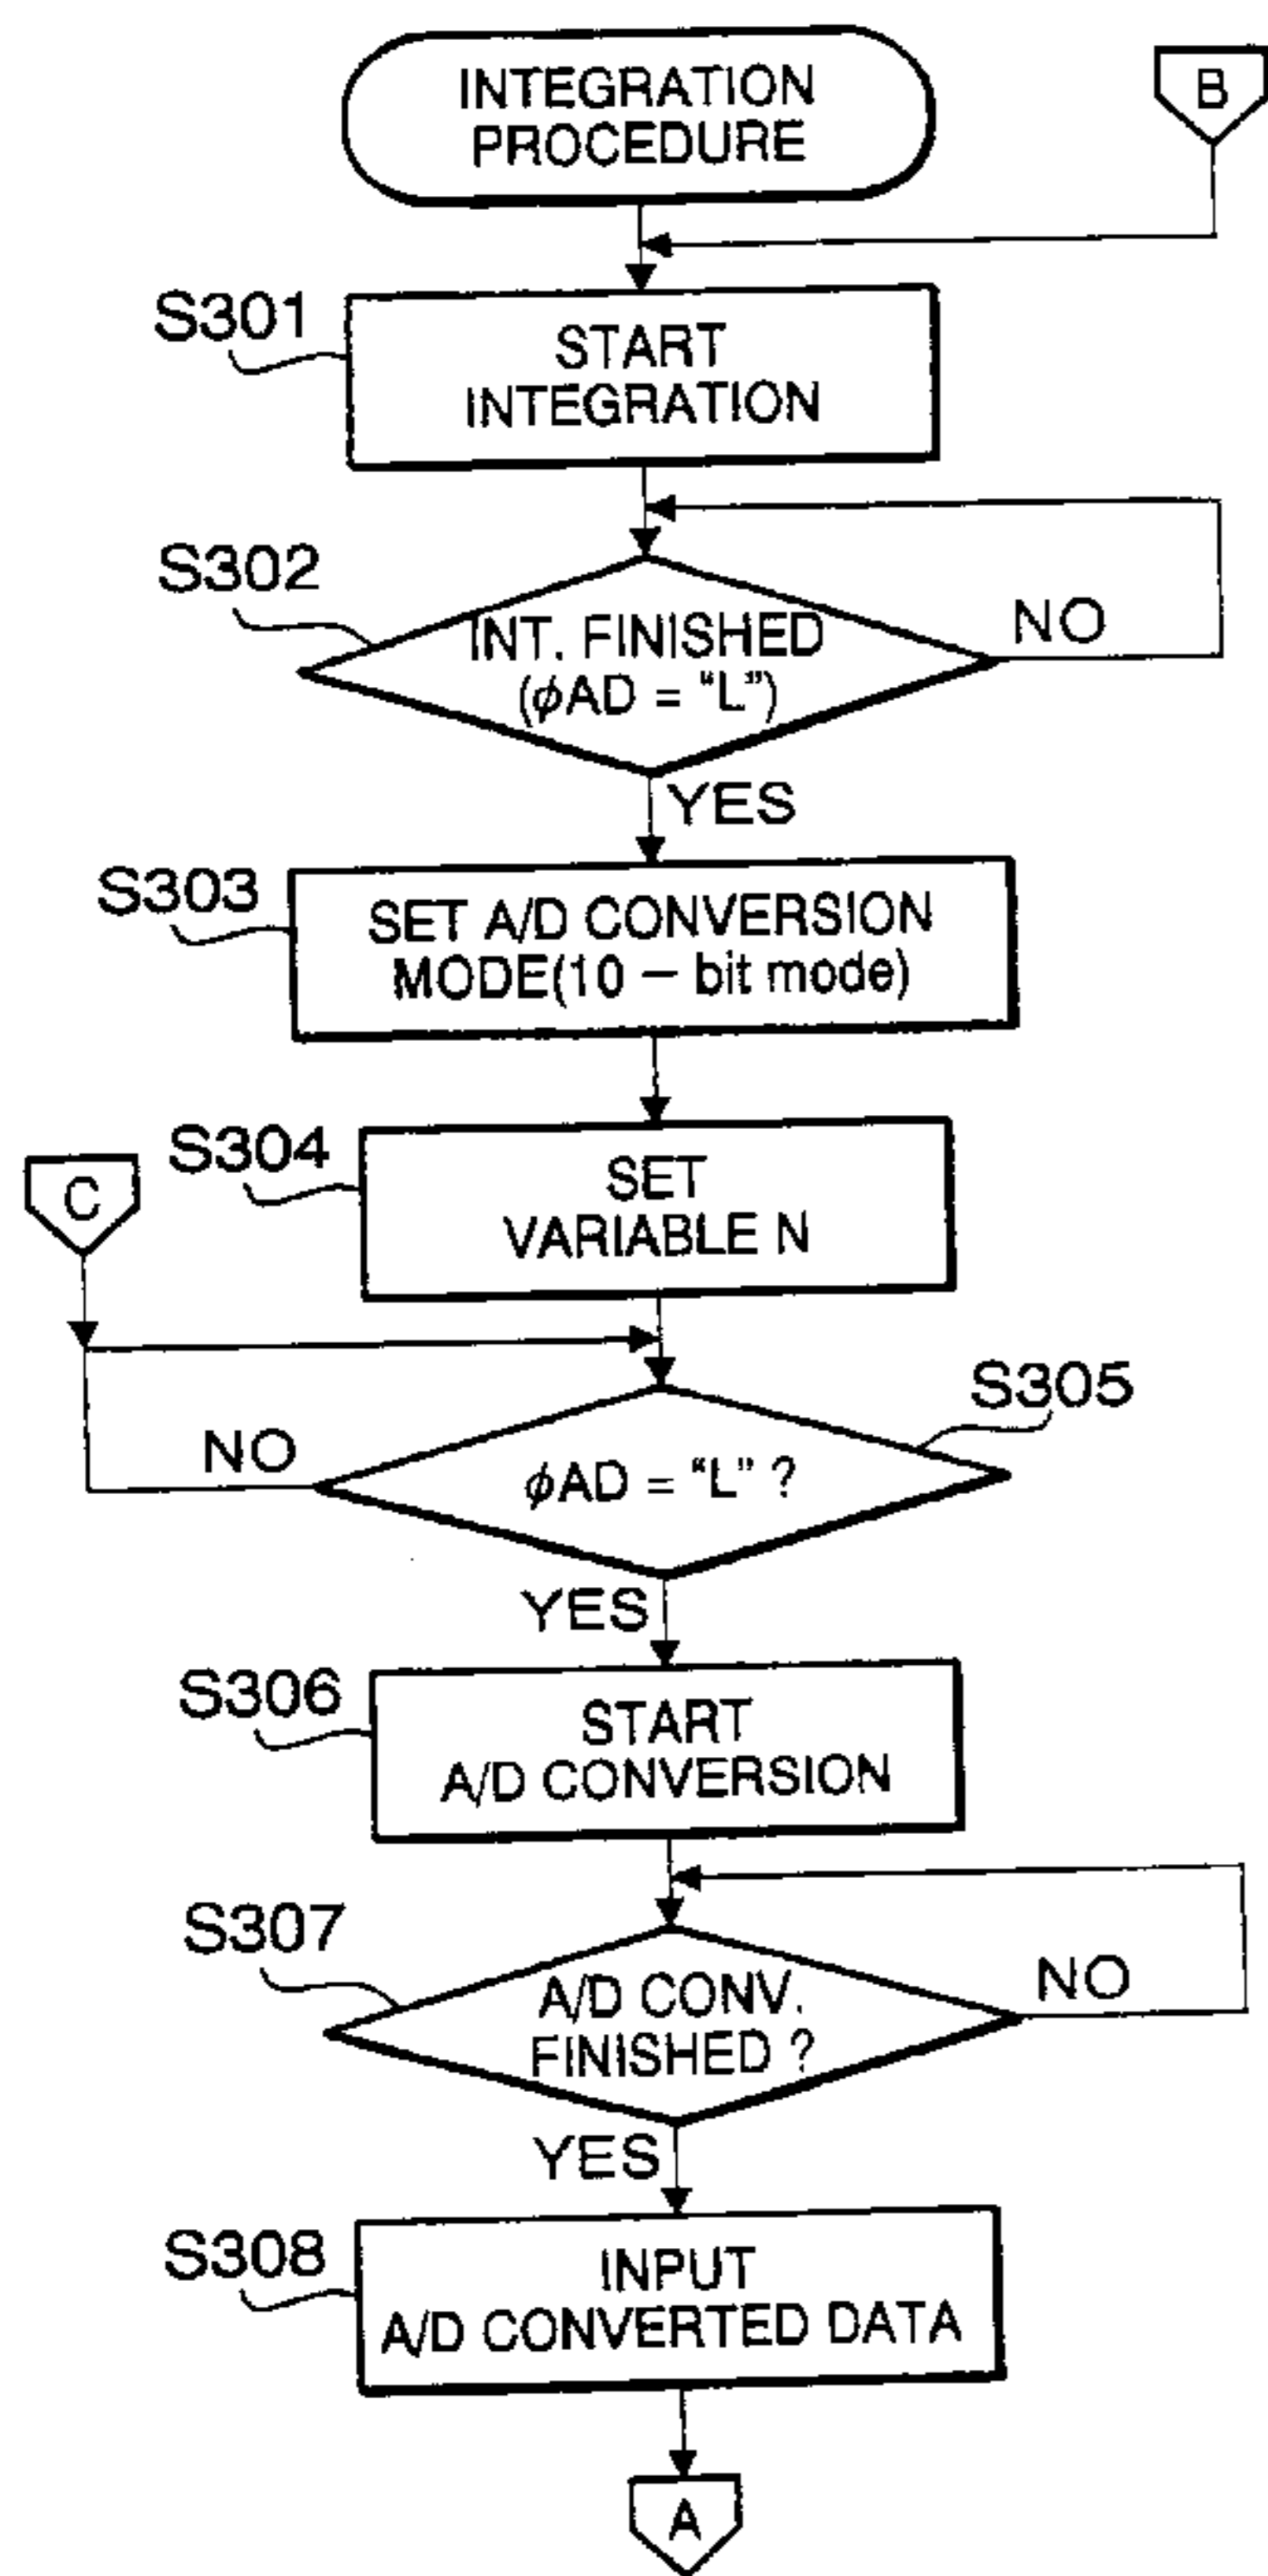 INTEGRATION
PROCEDURE
B
S301
START
INTEGRATION
S302
INT. FINISHED
(φAD = “L”)
NO
YES
S303
SET A/D CONVERSION
MODE(10 – bit mode)
S304
SET
VARIABLE N
C
S305
NO
φAD = “L” ?
YES
S306
START
A/D CONVERSION
S307
A/D CONV.
FINISHED ?
NO
YES
S308
INPUT
A/D CONVERTED DATA
A